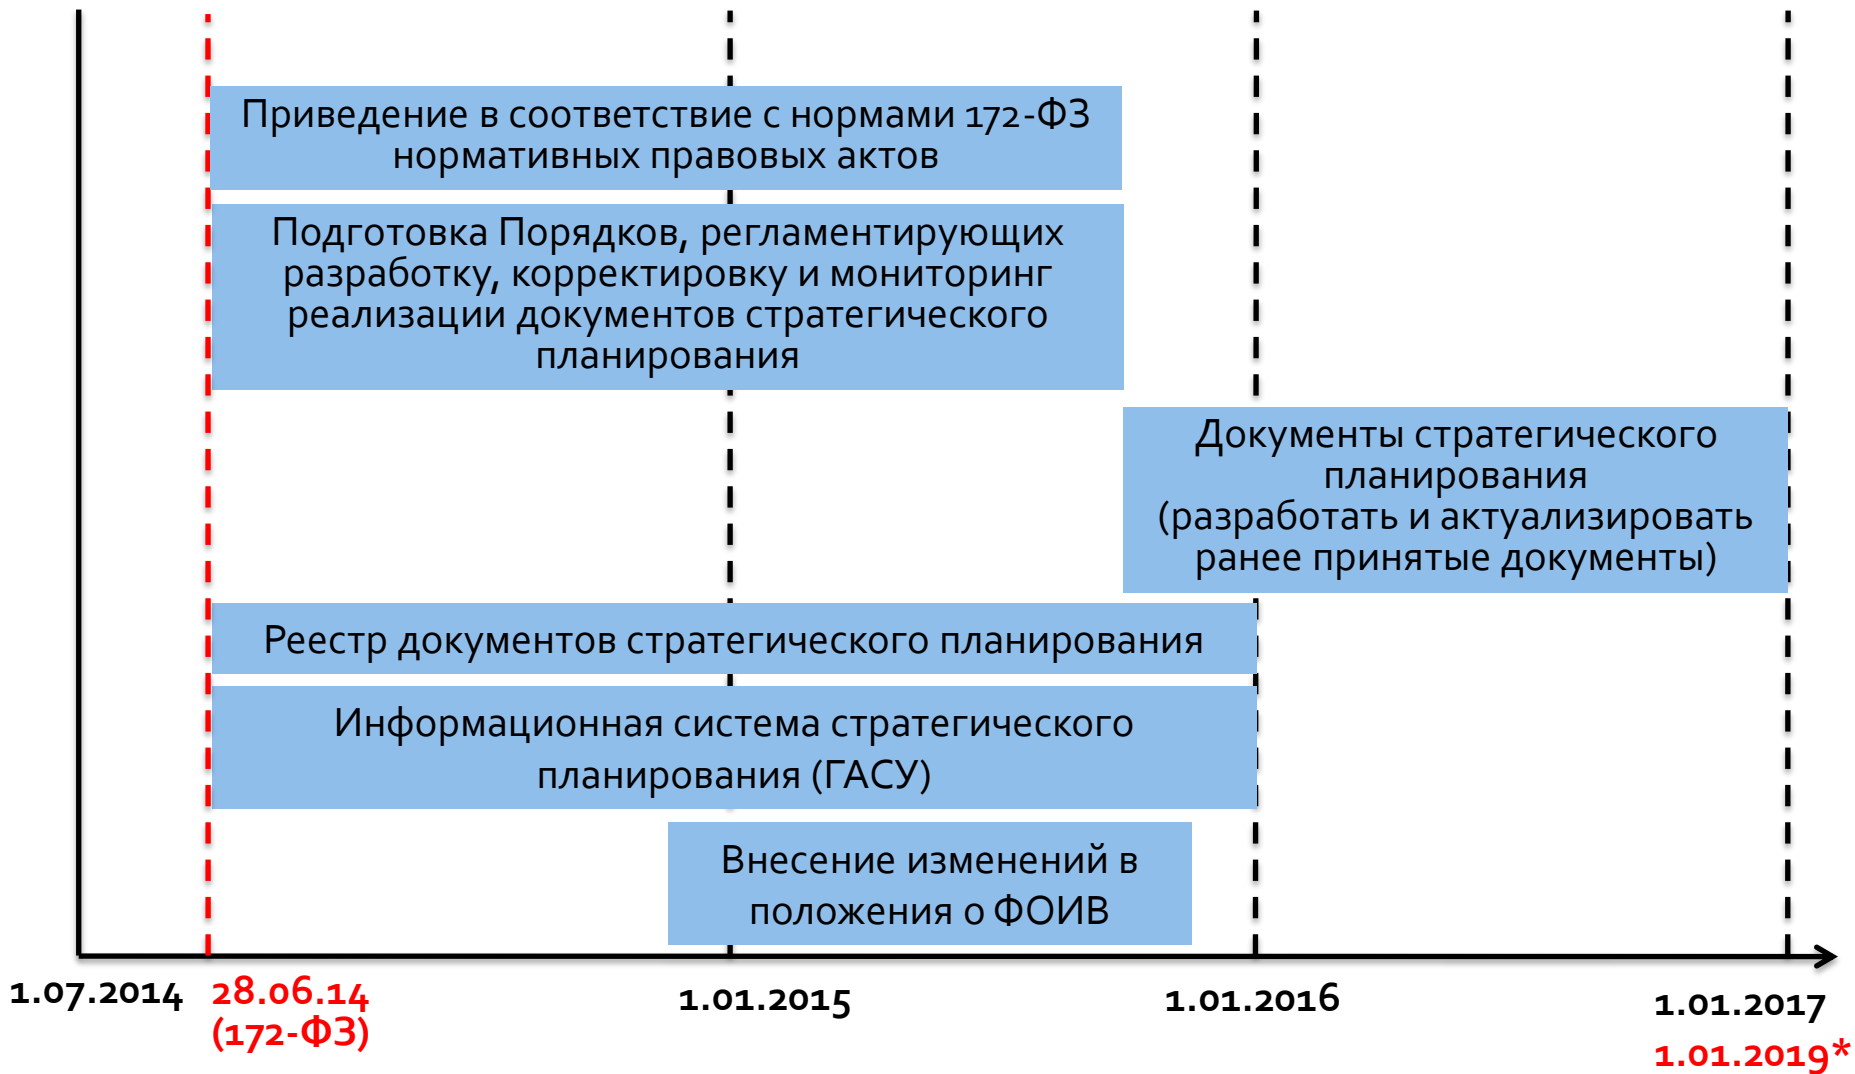 Приведение в соответствие с нормами 172-ФЗ
нормативных правовых актов
Подготовка Порядков, регламентирующих
разработку, корректировку и мониторинг
реализации документов стратегического
планирования
Документы стратегического
планирования
(разработать и актуализировать
ранее принятые документы)
Реестр документов стратегического планирования
Информационная система стратегического
планирования (ГАСУ)
Внесение изменений в
положения о ФОИВ
1.07.2014
28.06.14
(172-ФЗ)
1.01.2015
1.01.2016
1.01.2017
1.01.2019*